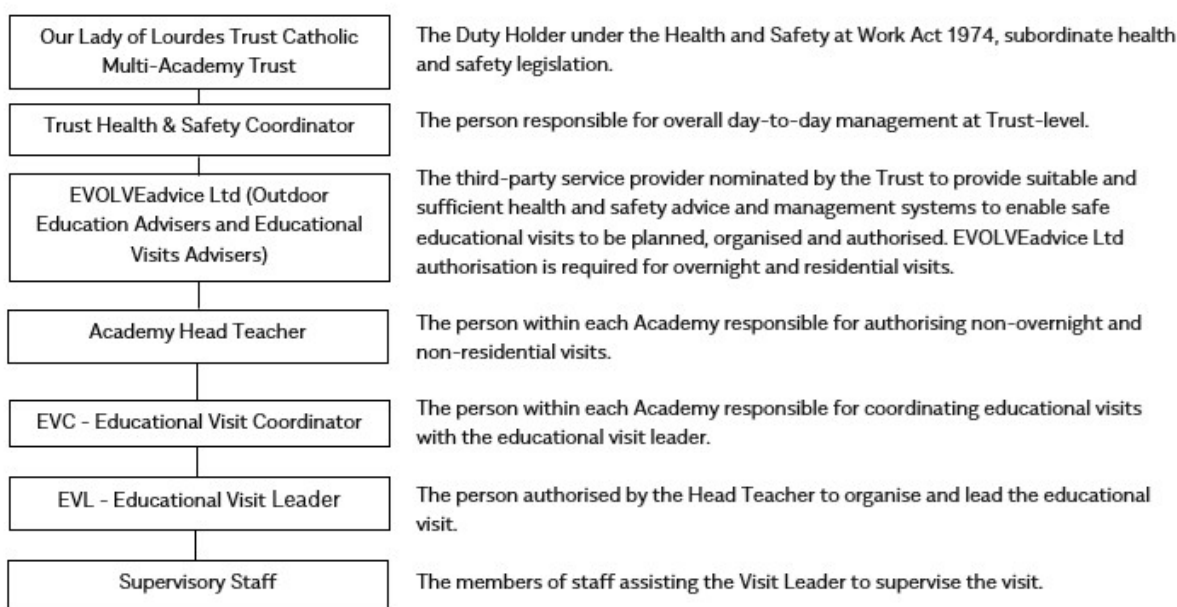 Our Lady of Lourdes Trust Catholic
Multi-Academy Trust
The Duty Holder under the Health and Safety at Work Act 1974, subordinate health
and safety legislation.
Trust Health & Safety Coordinator
The person responsible for overall day-to-day management at Trust-level.
EVOLVEadvice Ltd (Outdoor
Education Advisers and Educational
Visits Advisers)
The third-party service provider nominated by the Trust to provide suitable and
sufficient health and safety advice and management systems to enable safe
educational visits to be planned, organised and authorised. EVOLVEadvice Ltd
authorisation is required for overnight and residential visits.
Academy Head Teacher
The person within each Academy responsible for authorising non-overnight and
non-residential visits.
EVC - Educational Visit Coordinator
The person within each Academy responsible for coordinating educational visits
with the educational visit leader.
EVL - Educational Visit Leader
The person authorised by the Head Teacher to organise and lead the educational
visit.
Supervisory Staff
The members of staff assisting the Visit Leader to supervise the visit.